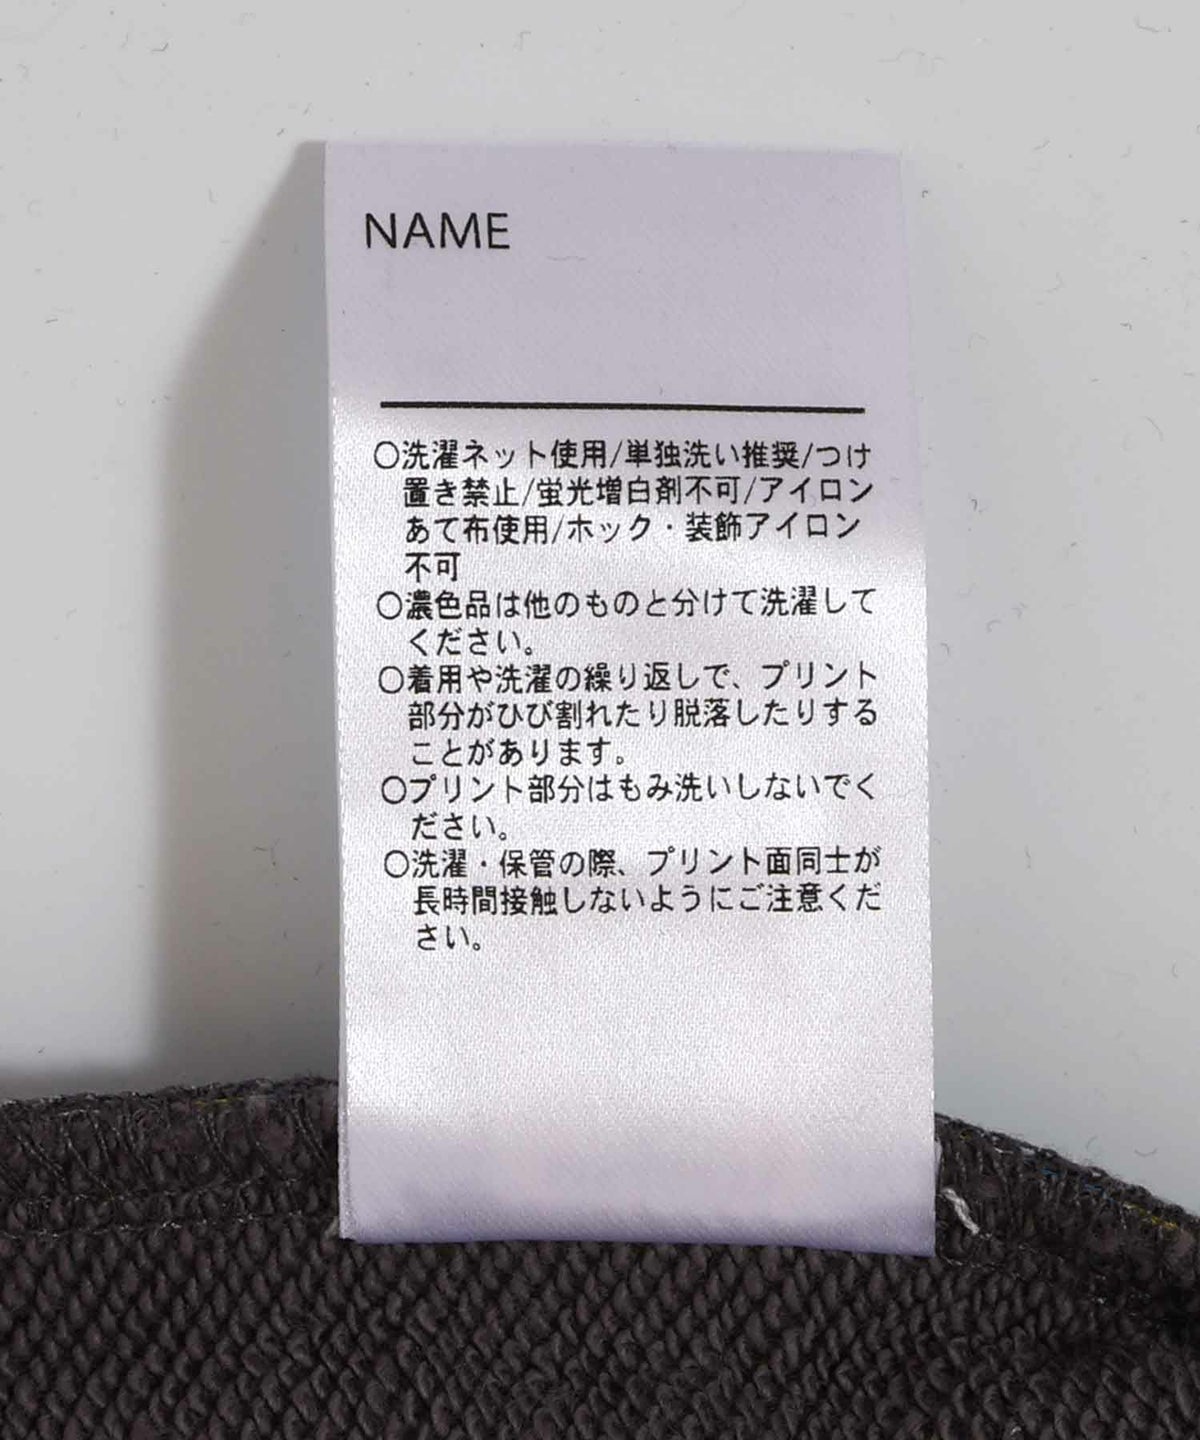 NAME
○洗濯ネット使用/単独洗い推奨/つけ
置き禁止/蛍光増白剤不可/アイロン
あて布使用/ホック・装飾アイロン
不可
○濃色品は他のものと分けて洗濯して
ください。
○着用や洗濯の繰り返しで、プリント
部分がひび割れたり脱落したりする
ことがあります。
○プリント部分はもみ洗いしないでく
ださい。
○洗濯・保管の際、プリント面同士が
長時間接触しないようにご注意くだ
さい。